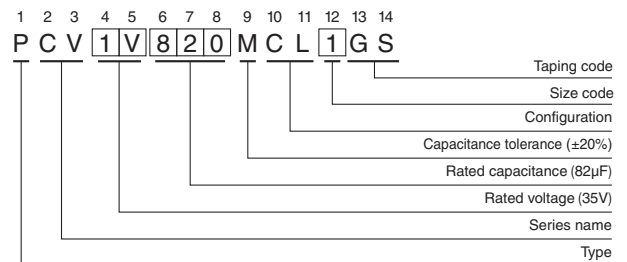 1 2 3 4 5 6 7 8 9 10 11 12 13 14
P C V 1 V 8 2 0 M C L 1 G S
Taping code
Size code
Configuration
Capacitance tolerance (±20%)
Rated capacitance (82µF)
Rated voltage (35V)
Series name
Type